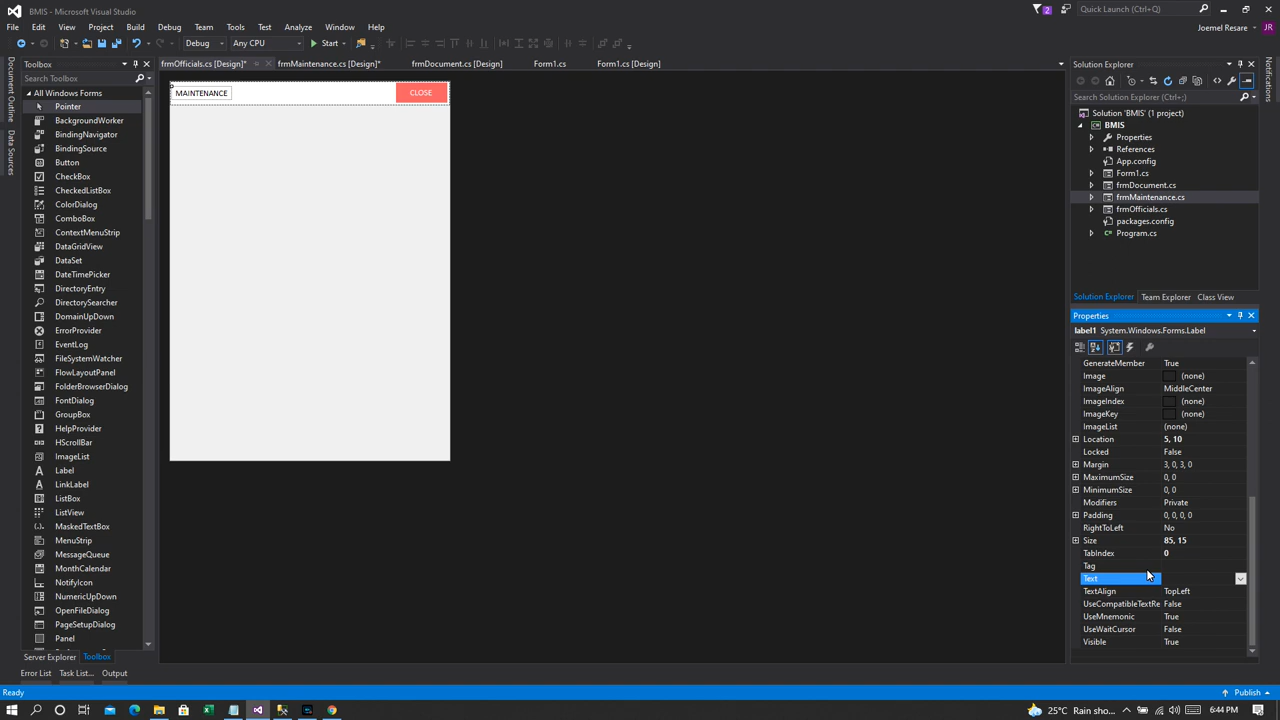 BMIS - Microsoft Visual Studio
2
Quick Launch (Ctrl+;)
File Edit View Project Build Debug Team Tools Test Analyze Window Help
Joemel Resare JR
Debug Any CPU Start
Toolbox
frmOfficials.cs [Design]* frmMaintenance.cs [Design]* frmDocument.cs [Design] Form1.cs Form1.cs [Design]
Solution Explorer
Document Outline
Data Sources
Notifications
Search Toolbox
All Windows Forms
Pointer
BackgroundWorker
BindingNavigator
BindingSource
Button
CheckBox
CheckedListBox
ColorDialog
ComboBox
ContextMenuStrip
DataGridView
DataSet
DateTimePicker
DirectoryEntry
DirectorySearcher
DomainUpDown
ErrorProvider
EventLog
FileSystemWatcher
FlowLayoutPanel
FolderBrowserDialog
FontDialog
GroupBox
HelpProvider
HScrollBar
ImageList
Label
LinkLabel
ListBox
ListView
MaskedTextBox
MenuStrip
MessageQueue
MonthCalendar
NotifyIcon
NumericUpDown
OpenFileDialog
PageSetupDialog
Panel
Server Explorer Toolbox
MAINTENANCE CLOSE
Search Solution Explorer (Ctrl+;)
Solution 'BMIS' (1 project)
BMIS
Properties
References
App.config
Form1.cs
frmDocument.cs
frmMaintenance.cs
frmOfficials.cs
packages.config
Program.cs
Solution Explorer Team Explorer Class View
Properties
label1 System.Windows.Forms.Label
GenerateMember True
Image (none)
ImageAlign MiddleCenter
ImageIndex (none)
ImageKey (none)
ImageList (none)
Location 5, 10
Locked False
Margin 3, 0, 3, 0
MaximumSize 0, 0
MinimumSize 0, 0
Modifiers Private
Padding 0, 0, 0, 0
RightToLeft No
Size 85, 15
TabIndex 0
Tag
Text
TextAlign TopLeft
UseCompatibleTextRe False
UseMnemonic True
UseWaitCursor False
Visible True
Error List Task List... Output
Ready
Publish
25°C Rain sho... 6:44 PM